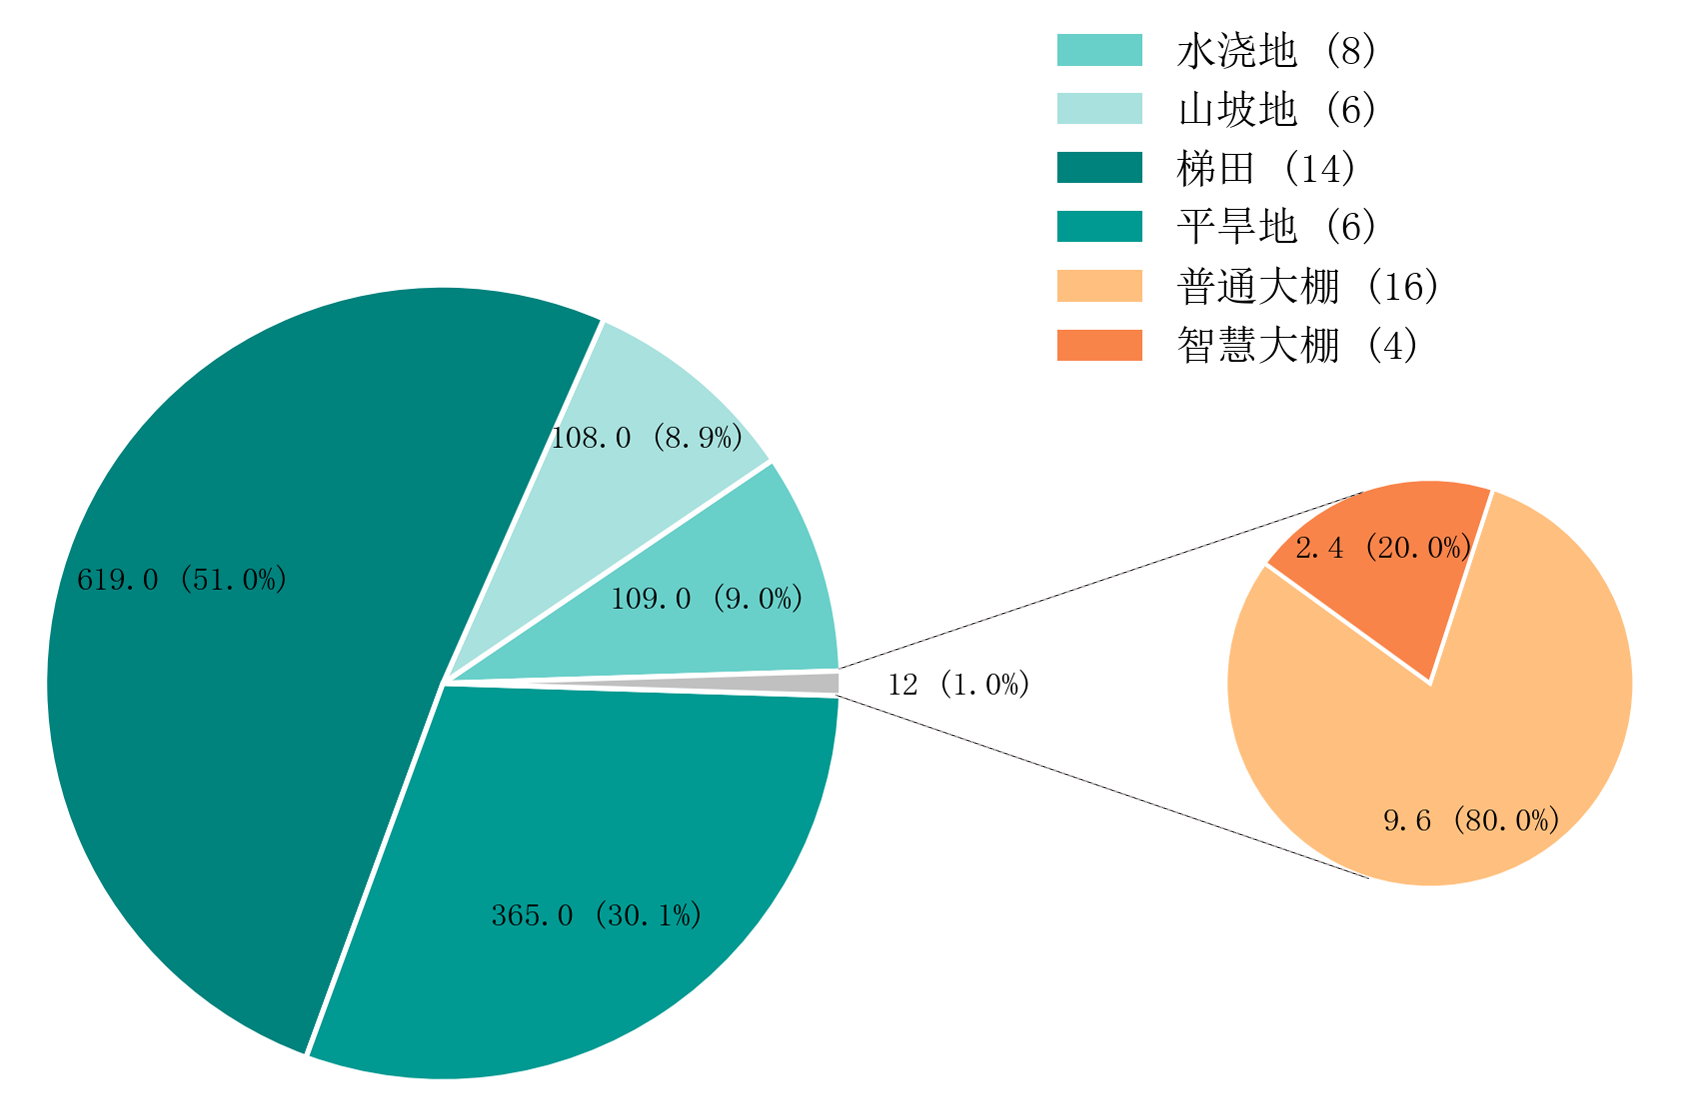 水浇地 (8)
山坡地 (6)
梯田 (14)
平旱地 (6)
普通大棚 (16)
智慧大棚 (4)
108.0 (8.9%)
619.0 (51.0%)
109.0 (9.0%)
12 (1.0%)
365.0 (30.1%)
2.4 (20.0%)
9.6 (80.0%)